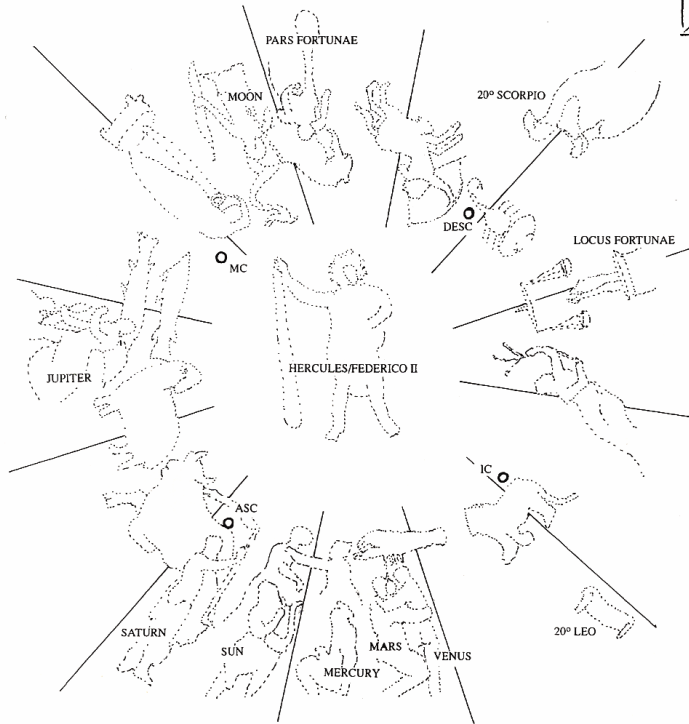 PARS FORTUNAE
MOON
20° SCORPIO
DESC
LOCUS FORTUNAE
MC
HERCULES/FEDERICO II
JUPITER
IC
ASC
SATURN
SUN
MERCURY
MARS
VENUS
20° LEO